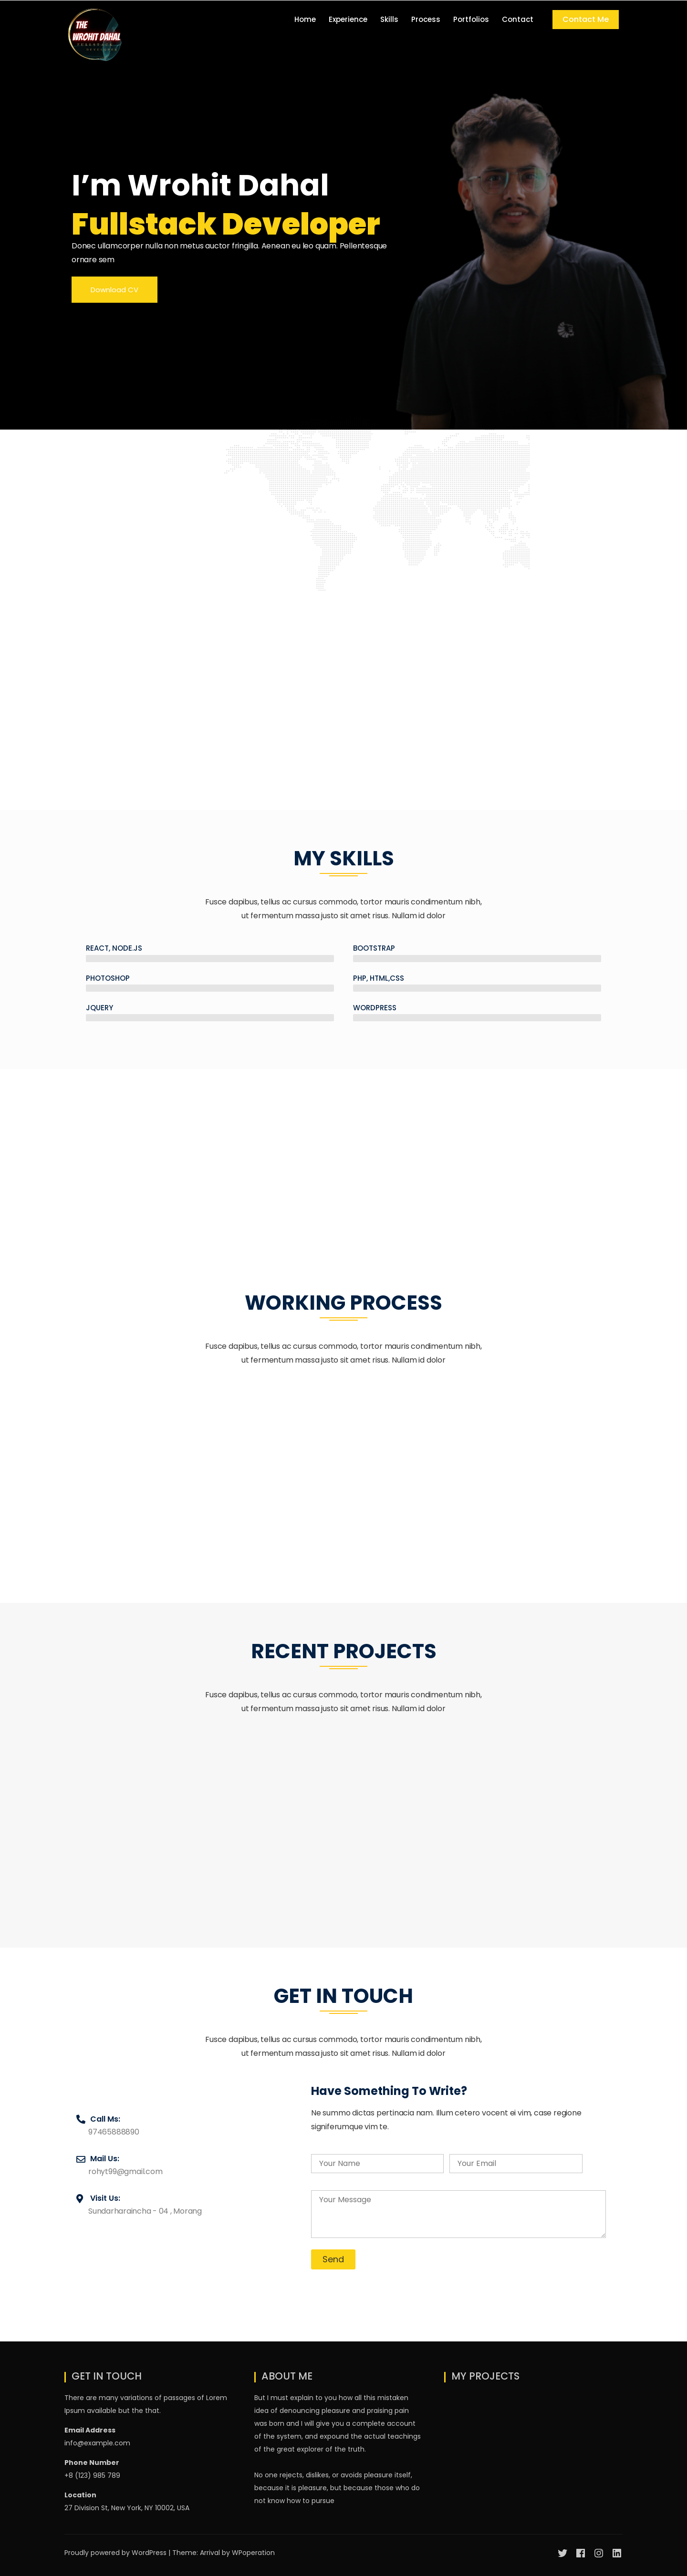 THE
WROHIT DAHAL
Home Experience Skills Process Portfolios Contact Contact Me
I'm Wrohit Dahal
Fullstack Developer
Donec ullamcorper nulla non metus auctor fringilla. Aenean eu leo quam. Pellentesque
ornare sem
Download CV
MY SKILLS
Fusce dapibus, tellus ac cursus commodo, tortor mauris condimentum nibh,
ut fermentum massa justo sit amet risus. Nullam id dolor
REACT, NODE.JS
BOOTSTRAP
PHOTOSHOP
PHP, HTML,CSS
JQUERY
WORDPRESS
WORKING PROCESS
Fusce dapibus, tellus ac cursus commodo, tortor mauris condimentum nibh,
ut fermentum massa justo sit amet risus. Nullam id dolor
RECENT PROJECTS
Fusce dapibus, tellus ac cursus commodo, tortor mauris condimentum nibh,
ut fermentum massa justo sit amet risus. Nullam id dolor
GET IN TOUCH
Fusce dapibus, tellus ac cursus commodo, tortor mauris condimentum nibh,
ut fermentum massa justo sit amet risus. Nullam id dolor
Call Ms:
97465888890
Mail Us:
rohyt99@gmail.com
Visit Us:
Sundarharaincha - 04 , Morang
Have Something To Write?
Ne summo dictas pertinacia nam. Illum cetero vocent ei vim, case regione
signiferumque vim te.
Your Name
Your Email
Your Message
Send
GET IN TOUCH
There are many variations of passages of Lorem
Ipsum available but the that.
Email Address
info@example.com
Phone Number
+8 (123) 985 789
Location
27 Division St, New York, NY 10002, USA
ABOUT ME
But I must explain to you how all this mistaken
idea of denouncing pleasure and praising pain
was born and I will give you a complete account
of the system, and expound the actual teachings
of the great explorer of the truth.
No one rejects, dislikes, or avoids pleasure itself,
because it is pleasure, but because those who do
not know how to pursue
MY PROJECTS
Proudly powered by WordPress | Theme: Arrival by WPoperation